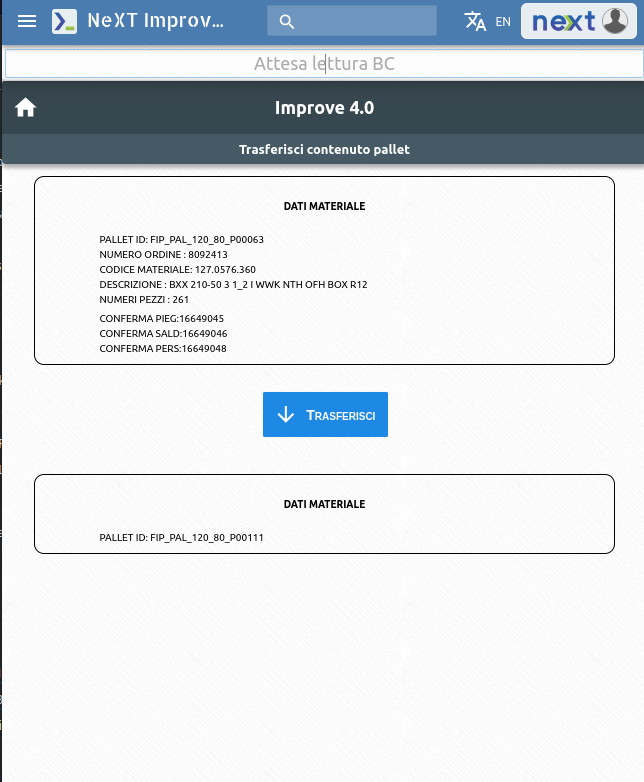 NeXT Improv...
EN
next
Attesa lettura BC
Improve 4.0
Trasferisci contenuto pallet
DATI MATERIALE
PALLET ID: FIP_PAL_120_80_P00063
NUMERO ORDINE : 8092413
CODICE MATERIALE: 127.0576.360
DESCRIZIONE : BXX 210-50 3 1_2 I WWK NTH OFH BOX R12
NUMERI PEZZI : 261
CONFERMA PIEG:16649045
CONFERMA SALD:16649046
CONFERMA PERS:16649048
Trasferisci
DATI MATERIALE
PALLET ID: FIP_PAL_120_80_P00111